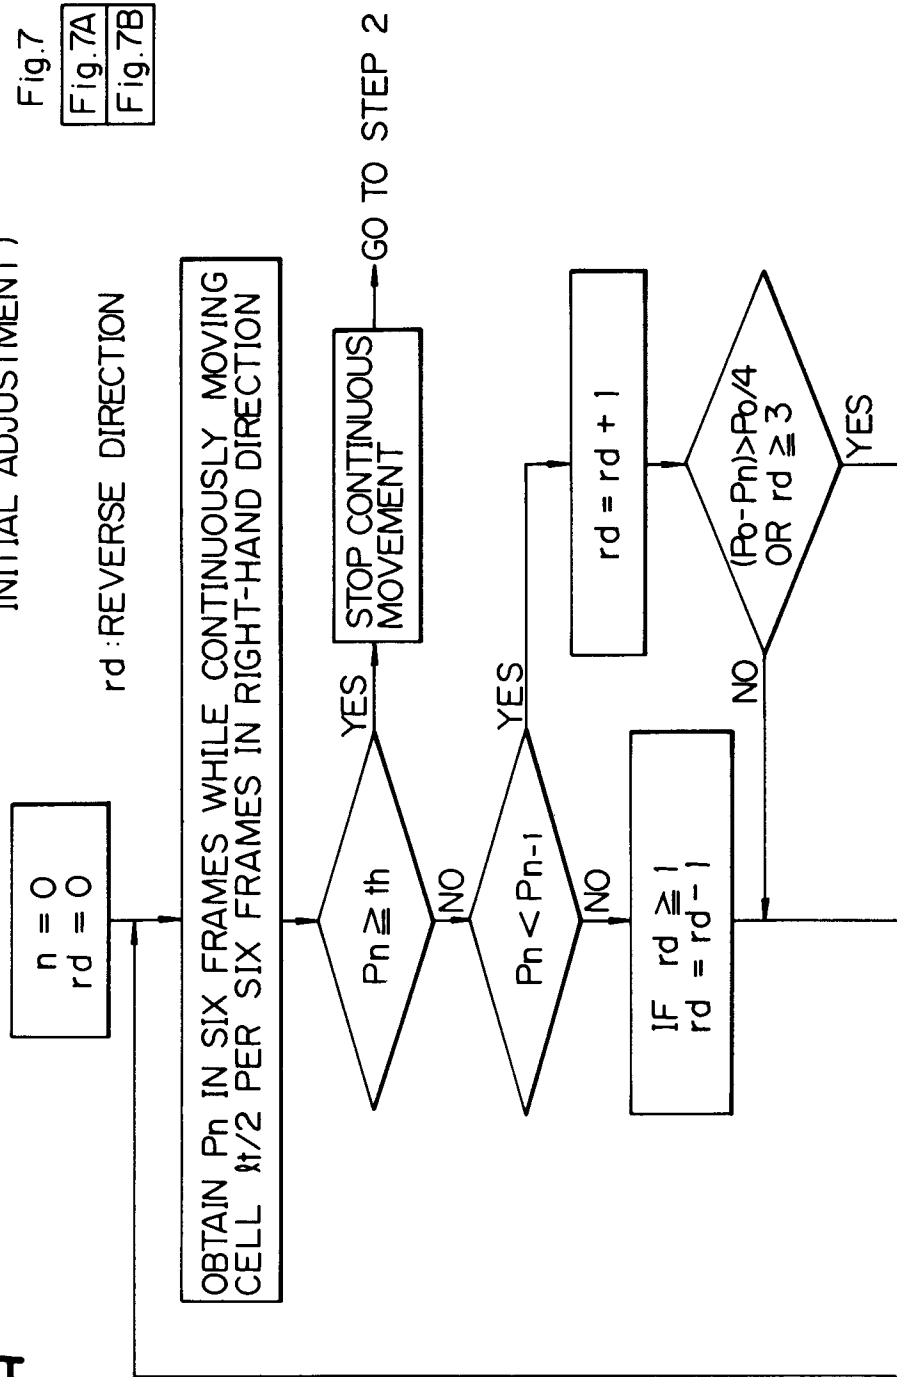 Fig.7
Fig.7A
Fig.7B
INITIAL ADJUSTMENT )
rd : REVERSE DIRECTION
n = 0
rd = 0
OBTAIN Pn IN SIX FRAMES WHILE CONTINUOUSLY MOVING
CELL ℓt/2 PER SIX FRAMES IN RIGHT-HAND DIRECTION
Pn ≧ th
YES
STOP CONTINUOUS
MOVEMENT
GO TO STEP 2
NO
Pn < Pn-1
YES
rd = rd + 1
NO
IF rd ≧ 1
rd = rd - 1
(Po-Pn)>Po/4
OR rd ≧ 3
NO
YES